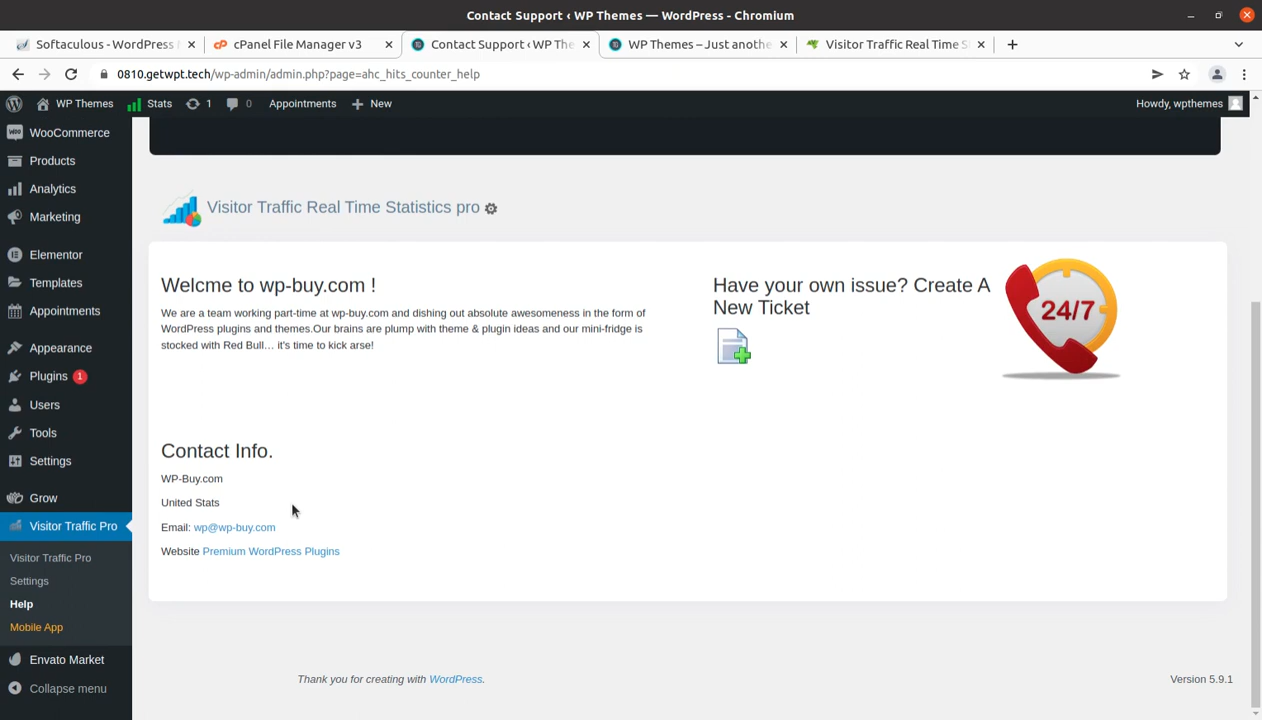 Contact Support ‹ WP Themes — WordPress - Chromium
Softaculous - WordPress
cPanel File Manager v3
Contact Support ‹ WP The
WP Themes – Just anothe
Visitor Traffic Real Time S
0810.getwpt.tech/wp-admin/admin.php?page=ahc_hits_counter_help
WP Themes
Stats
1
0
Appointments
New
Howdy, wpthemes
WooCommerce
Products
Analytics
Marketing
Elementor
Templates
Appointments
Appearance
Plugins 1
Users
Tools
Settings
Grow
Visitor Traffic Pro
Visitor Traffic Pro
Settings
Help
Mobile App
Envato Market
Collapse menu
Visitor Traffic Real Time Statistics pro
Welcme to wp-buy.com !
We are a team working part-time at wp-buy.com and dishing out absolute awesomeness in the form of
WordPress plugins and themes.Our brains are plump with theme & plugin ideas and our mini-fridge is
stocked with Red Bull… it's time to kick arse!
Have your own issue? Create A
New Ticket
24/7
Contact Info.
WP-Buy.com
United Stats
Email: wp@wp-buy.com
Website Premium WordPress Plugins
Thank you for creating with WordPress.
Version 5.9.1